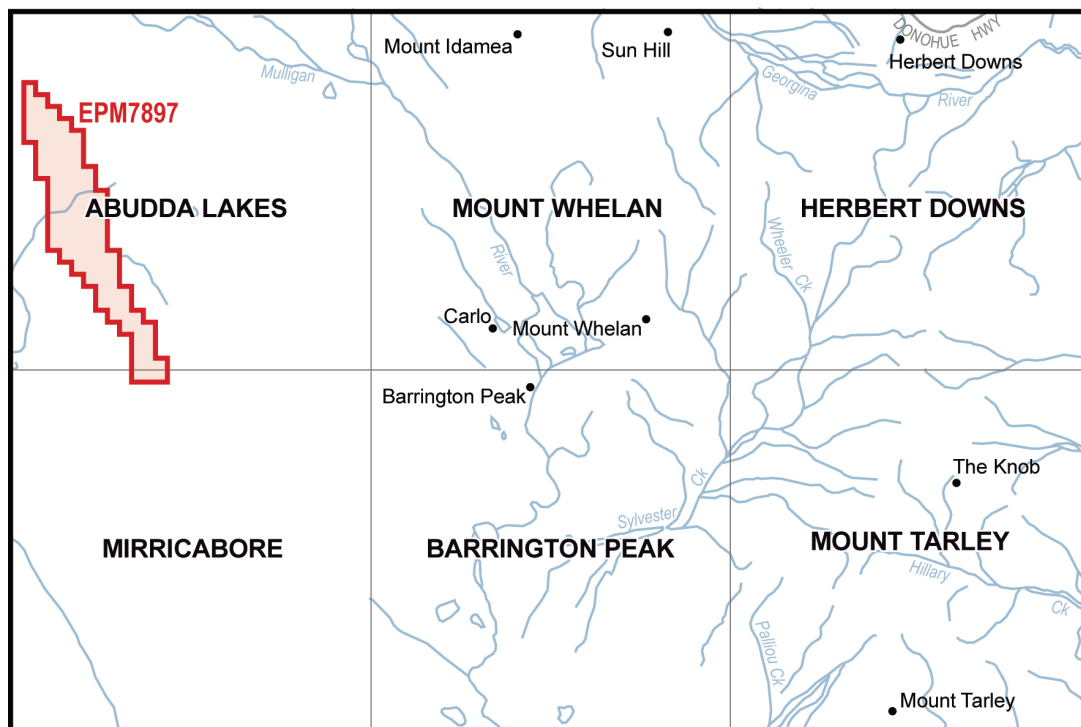 DONOHUE HWY
Mount Idamea
Sun Hill
Herbert Downs
Mulligan
Georgina
River
EPM7897
ABUDDA LAKES
MOUNT WHELAN
HERBERT DOWNS
Wheeler Ck
River
Carlo
Mount Whelan
Barrington Peak
The Knob
Ck
Sylvester
MIRRICABORE
BARRINGTON PEAK
MOUNT TARLEY
Hillary
Ck
Palliou Ck
Mount Tarley